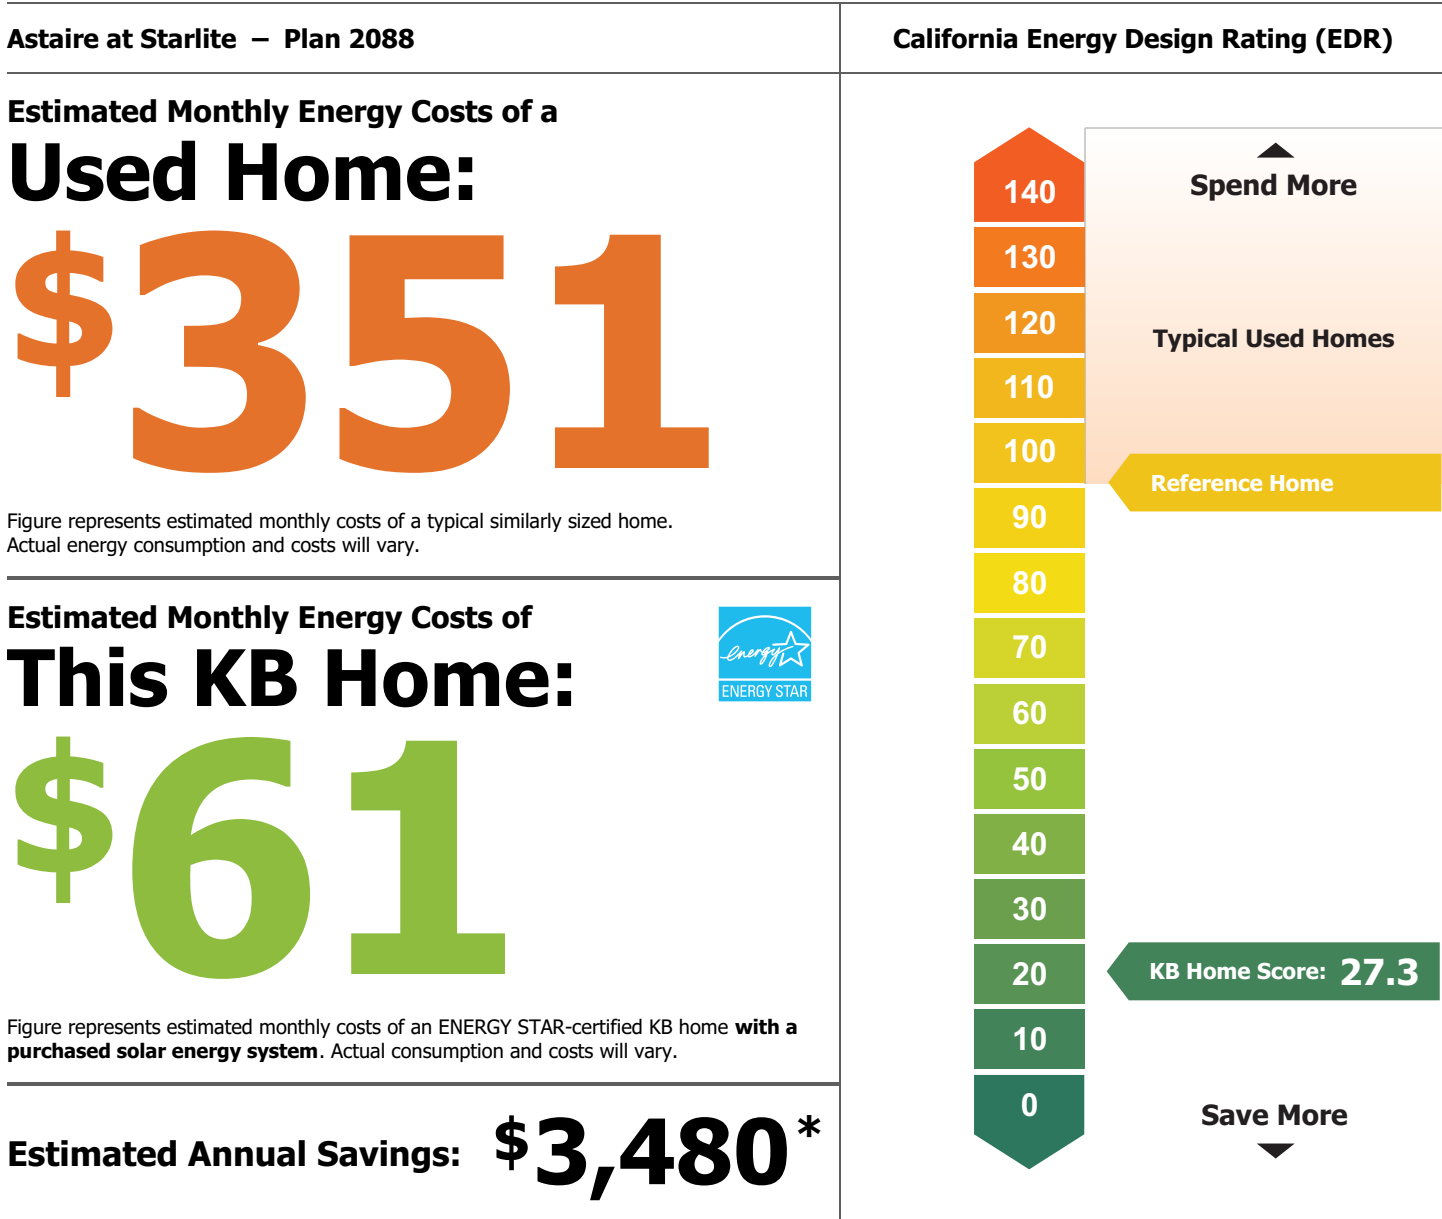 Astaire at Starlite – Plan 2088
Estimated Monthly Energy Costs of a
Used Home:
$351
Figure represents estimated monthly costs of a typical similarly sized home.
Actual energy consumption and costs will vary.
Estimated Monthly Energy Costs of
This KB Home:
energy
ENERGY STAR
$61
Figure represents estimated monthly costs of an ENERGY STAR-certified KB home with a
purchased solar energy system. Actual consumption and costs will vary.
Estimated Annual Savings: $3,480*
California Energy Design Rating (EDR)
140
Spend More
130
120
Typical Used Homes
110
100
Reference Home
90
80
70
60
50
40
30
20
KB Home Score: 27.3
10
0
Save More